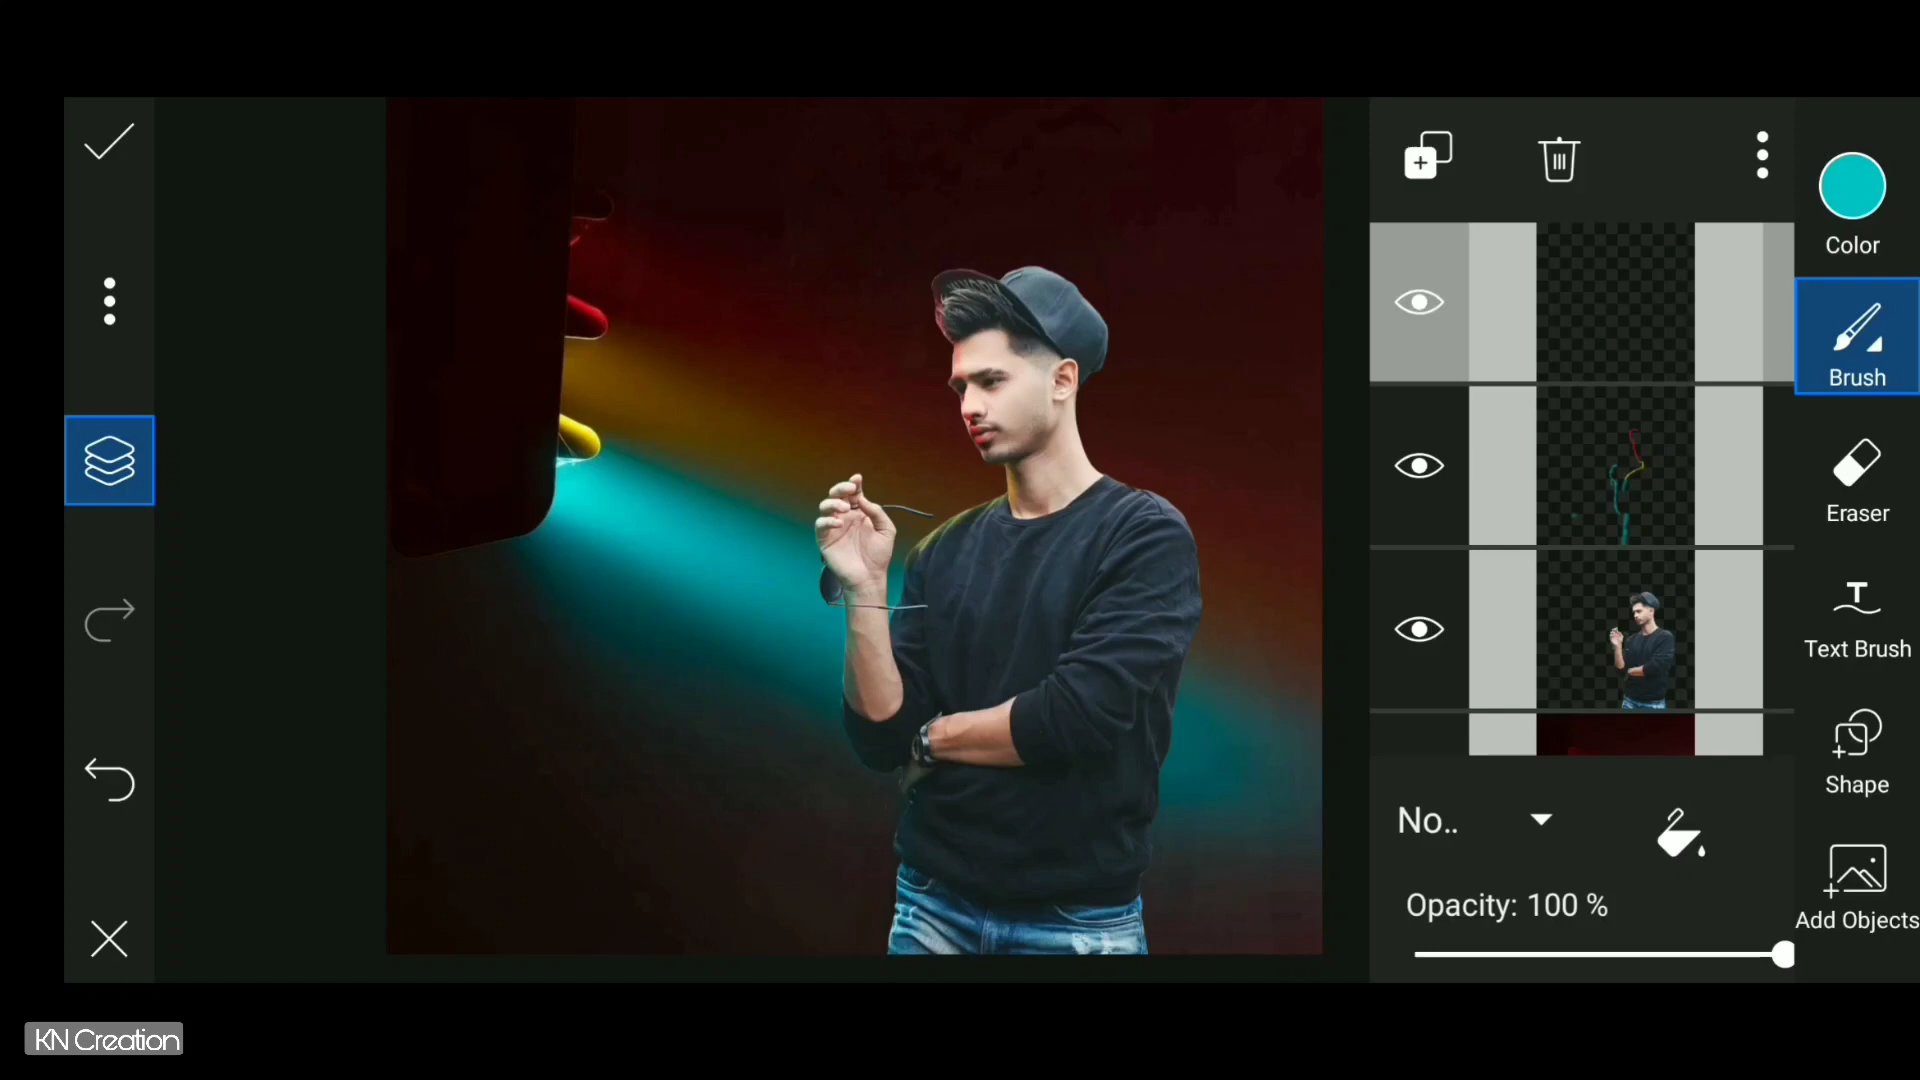 Color
Brush
Eraser
T
Text Brush
Shape
No..
Opacity: 100 %
Add Objects
KN Creation